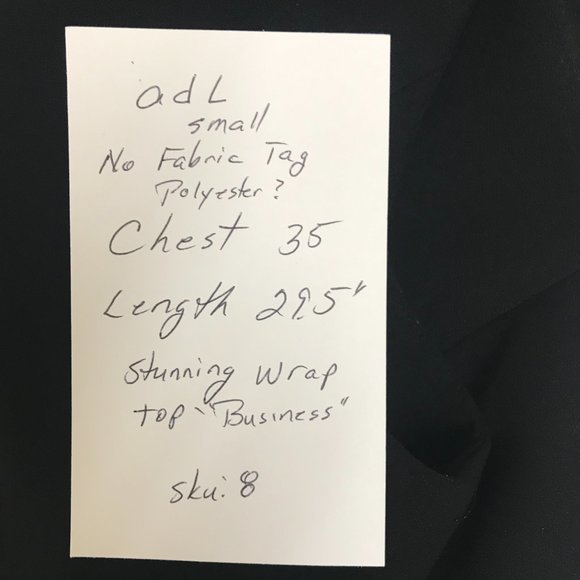 adL
small
No Fabric Tag
Polyester?
Chest 35
Length 29.5"
Stunning Wrap
top - "Business"
sku: 8